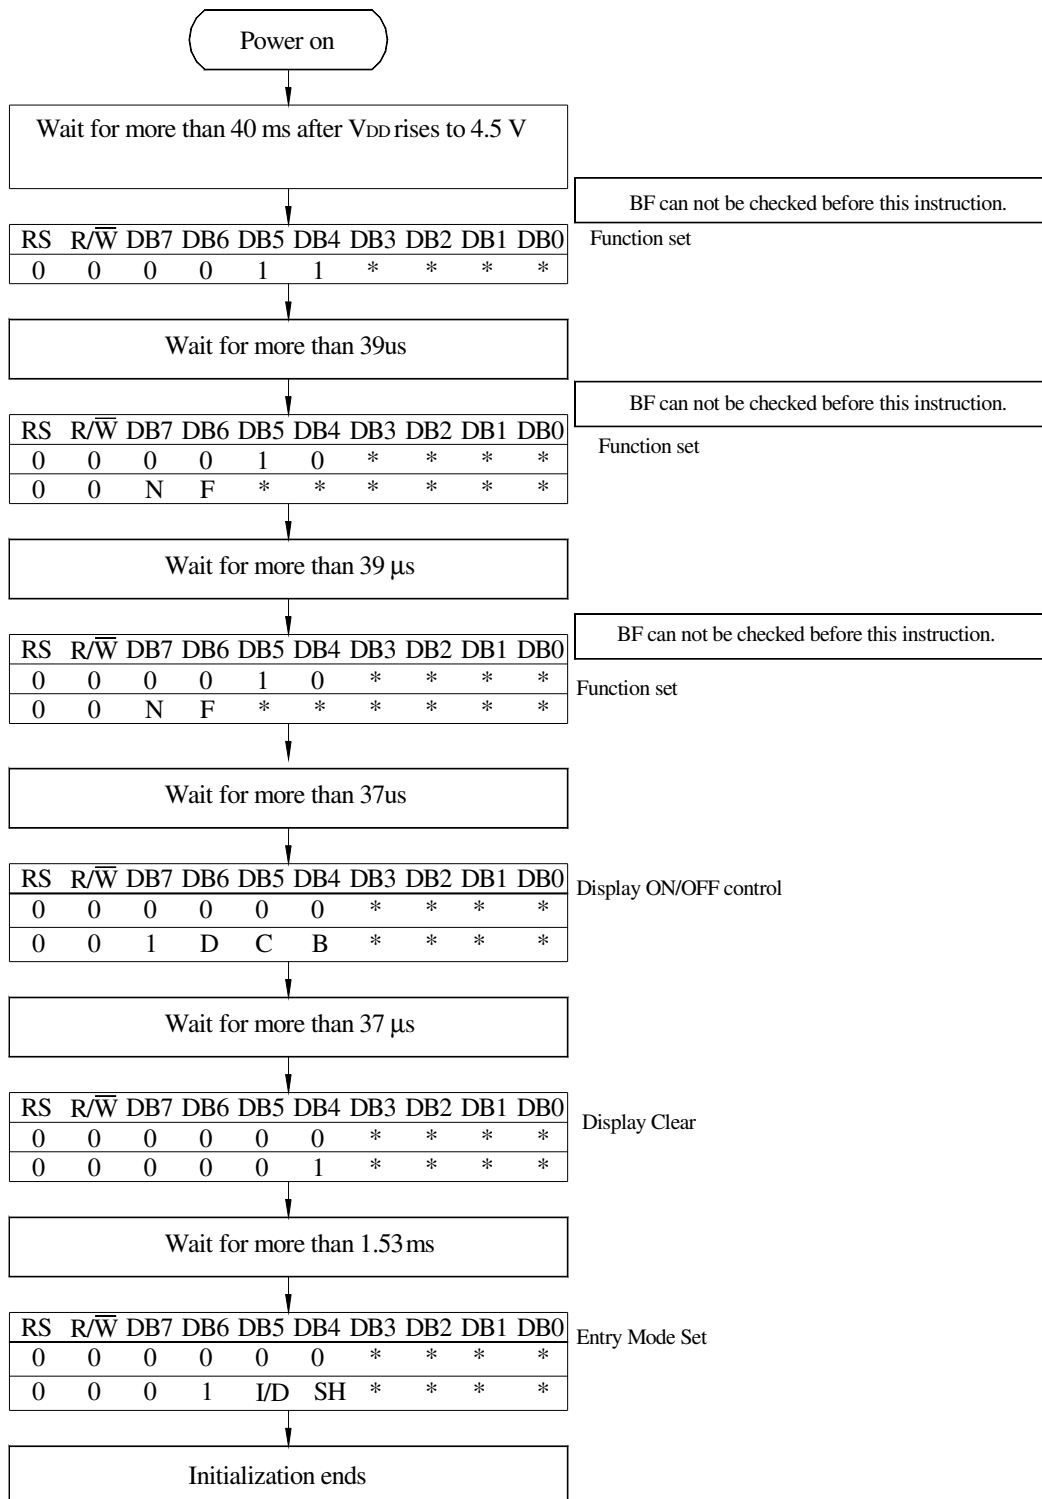 Power on
Wait for more than 40 ms after VDD rises to 4.5 V
BF can not be checked before this instruction.
RS R/W̅ DB7 DB6 DB5 DB4 DB3 DB2 DB1 DB0
Function set
0 0 0 0 1 1 * * * *
Wait for more than 39us
BF can not be checked before this instruction.
RS R/W̅ DB7 DB6 DB5 DB4 DB3 DB2 DB1 DB0
Function set
0 0 0 0 1 0 * * * *
0 0 N F * * * * * *
Wait for more than 39 μs
BF can not be checked before this instruction.
RS R/W̅ DB7 DB6 DB5 DB4 DB3 DB2 DB1 DB0
0 0 0 0 1 0 * * * *
Function set
0 0 N F * * * * * *
Wait for more than 37us
RS R/W̅ DB7 DB6 DB5 DB4 DB3 DB2 DB1 DB0
Display ON/OFF control
0 0 0 0 0 0 * * * *
0 0 1 D C B * * * *
Wait for more than 37 μs
RS R/W̅ DB7 DB6 DB5 DB4 DB3 DB2 DB1 DB0
Display Clear
0 0 0 0 0 0 * * * *
0 0 0 0 0 1 * * * *
Wait for more than 1.53ms
RS R/W̅ DB7 DB6 DB5 DB4 DB3 DB2 DB1 DB0
Entry Mode Set
0 0 0 0 0 0 * * * *
0 0 0 1 I/D SH * * * *
Initialization ends